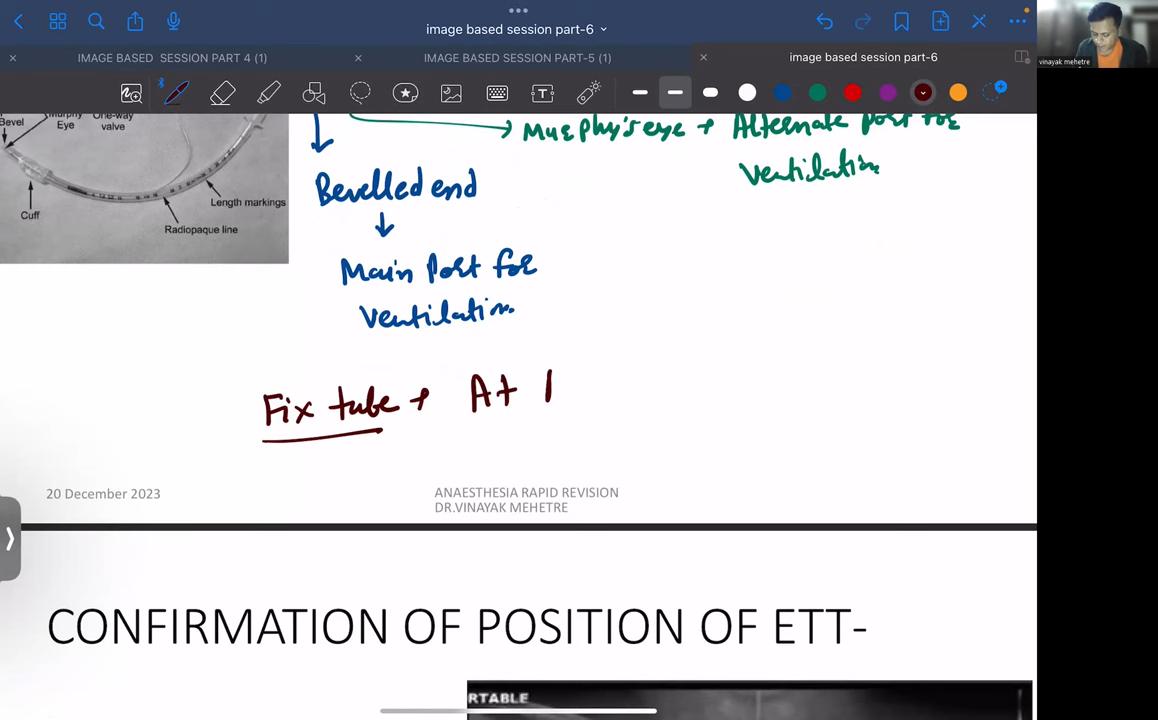 image based session part-6
IMAGE BASED SESSION PART 4 (1)
IMAGE BASED SESSION PART-5 (1)
image based session part-6
vinayak mehetre
Bevel
Murphy
Eye
One-way
valve
Cuff
Length markings
Radiopaque line
Murphy's eye → Alternate port for
ventilation
Bevelled end
Main port for
ventilation.
Fix tube → At 1
20 December 2023
ANAESTHESIA RAPID REVISION
DR.VINAYAK MEHETRE
CONFIRMATION OF POSITION OF ETT-
RTABLE